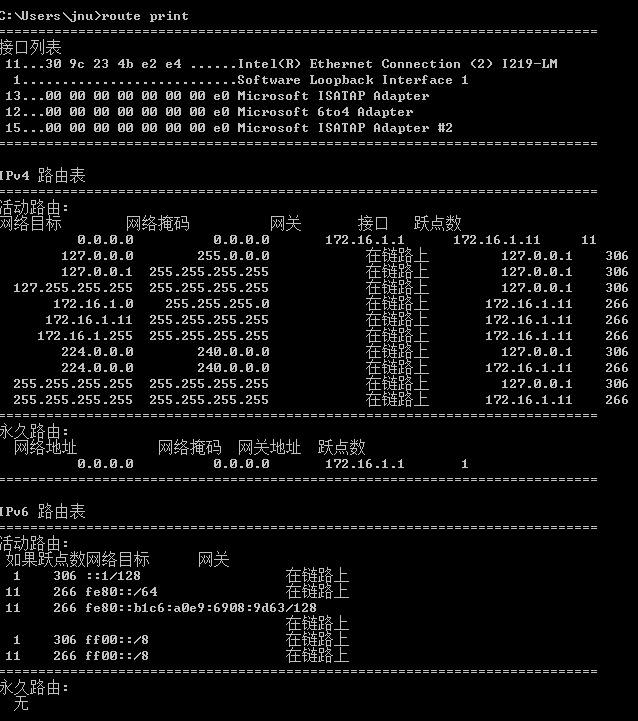 C:\Users\jnu>route print
===========================================================================
接口列表
 11...30 9c 23 4b e2 e4 ......Intel(R) Ethernet Connection (2) I219-LM
  1...........................Software Loopback Interface 1
 13...00 00 00 00 00 00 00 e0 Microsoft ISATAP Adapter
 12...00 00 00 00 00 00 00 e0 Microsoft 6to4 Adapter
 15...00 00 00 00 00 00 00 e0 Microsoft ISATAP Adapter #2
===========================================================================
IPv4 路由表
===========================================================================
活动路由:
网络目标 网络掩码 网关 接口 跃点数
0.0.0.0 0.0.0.0 172.16.1.1 172.16.1.11 11
127.0.0.0 255.0.0.0 在链路上 127.0.0.1 306
127.0.0.1 255.255.255.255 在链路上 127.0.0.1 306
127.255.255.255 255.255.255.255 在链路上 127.0.0.1 306
172.16.1.0 255.255.255.0 在链路上 172.16.1.11 266
172.16.1.11 255.255.255.255 在链路上 172.16.1.11 266
172.16.1.255 255.255.255.255 在链路上 172.16.1.11 266
224.0.0.0 240.0.0.0 在链路上 127.0.0.1 306
224.0.0.0 240.0.0.0 在链路上 172.16.1.11 266
255.255.255.255 255.255.255.255 在链路上 127.0.0.1 306
255.255.255.255 255.255.255.255 在链路上 172.16.1.11 266
===========================================================================
永久路由:
网络地址 网络掩码 网关地址 跃点数
0.0.0.0 0.0.0.0 172.16.1.1 1
===========================================================================
IPv6 路由表
===========================================================================
活动路由:
如果跃点数网络目标 网关
1 306 ::1/128 在链路上
11 266 fe80::/64 在链路上
11 266 fe80::b1c6:a0e9:6908:9d63/128
在链路上
1 306 ff00::/8 在链路上
11 266 ff00::/8 在链路上
===========================================================================
永久路由:
无